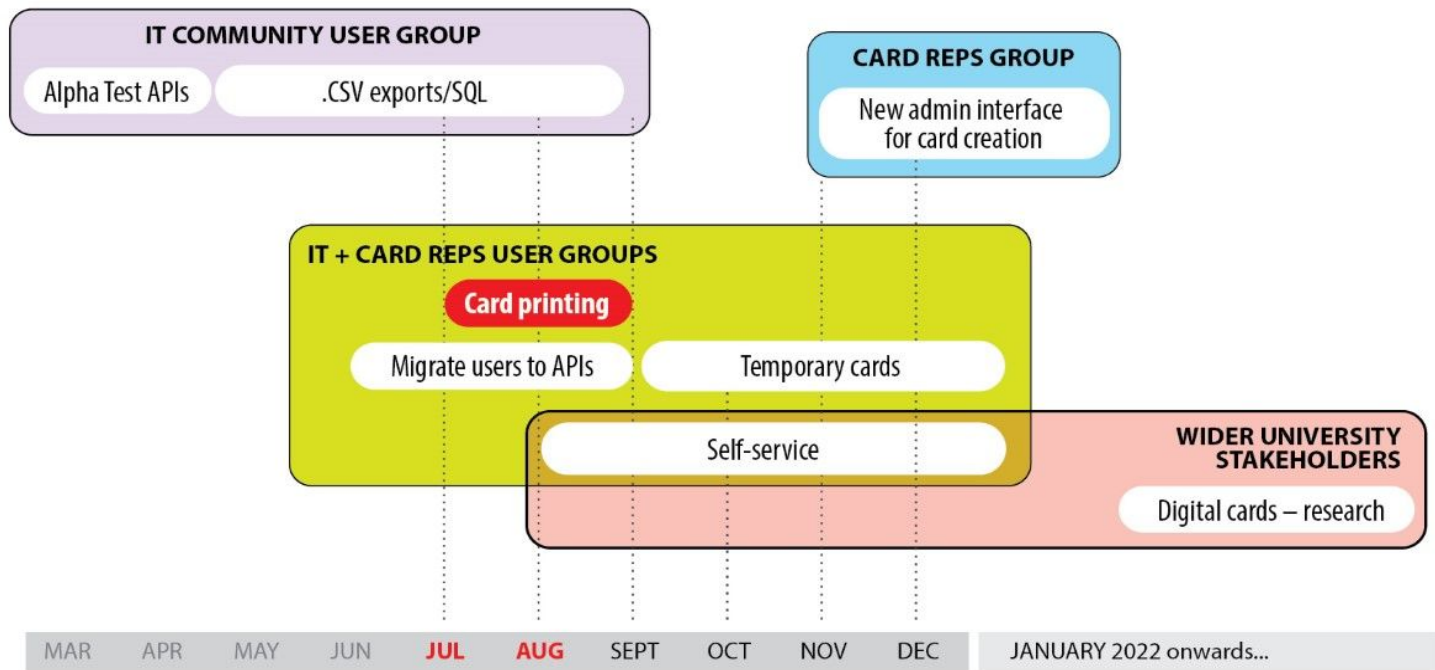 IT COMMUNITY USER GROUP
Alpha Test APIs
.CSV exports/SQL
CARD REPS GROUP
New admin interface
for card creation
IT + CARD REPS USER GROUPS
Card printing
Migrate users to APIs
Temporary cards
Self-service
WIDER UNIVERSITY
STAKEHOLDERS
Digital cards – research
MAR APR MAY JUN JUL AUG SEPT OCT NOV DEC JANUARY 2022 onwards...